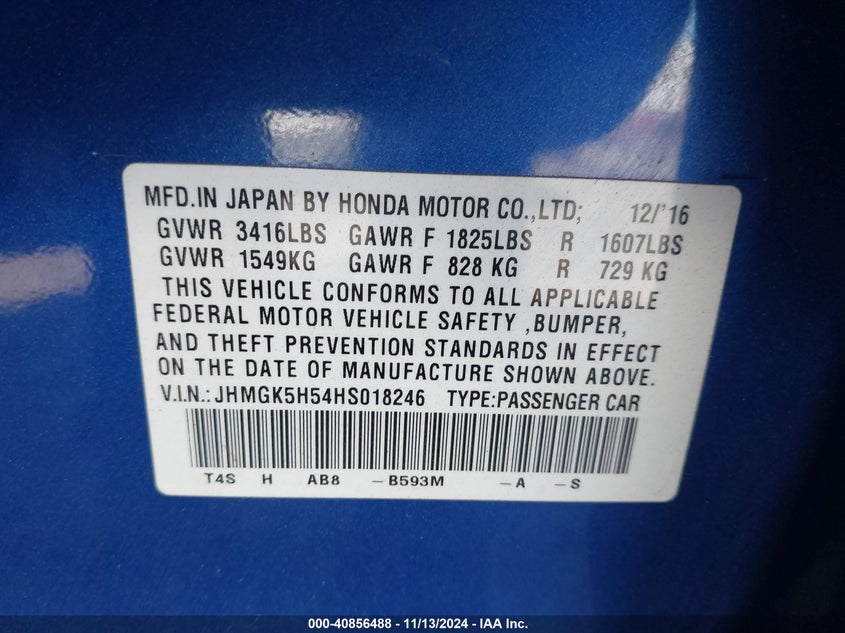 MFD.IN JAPAN BY HONDA MOTOR CO.,LTD; 12/'16
GVWR 3416LBS GAWR F 1825LBS R 1607LBS
GVWR 1549KG GAWR F 828 KG R 729 KG
THIS VEHICLE CONFORMS TO ALL APPLICABLE
FEDERAL MOTOR VEHICLE SAFETY ,BUMPER,
AND THEFT PREVENTION STANDARDS IN EFFECT
ON THE DATE OF MANUFACTURE SHOWN ABOVE.
V.I.N.: JHMGK5H54HS018246 TYPE:PASSENGER CAR
T4S H AB8 -B593M -A -S
000-40856488 - 11/13/2024 - IAA Inc.